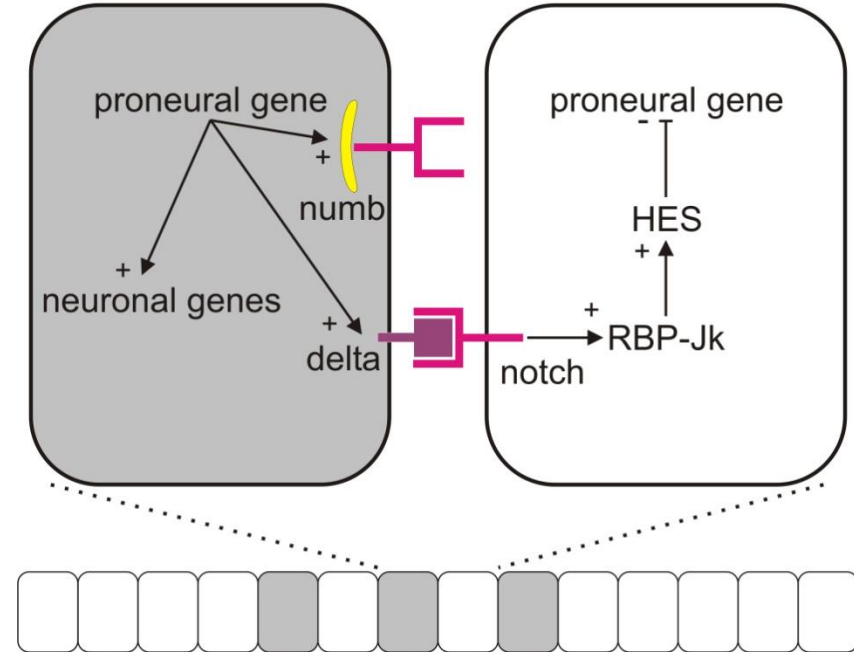 proneural gene
+
numb
+
neuronal genes
+
delta
proneural gene
-
HES
+
+
RBP-Jk
notch